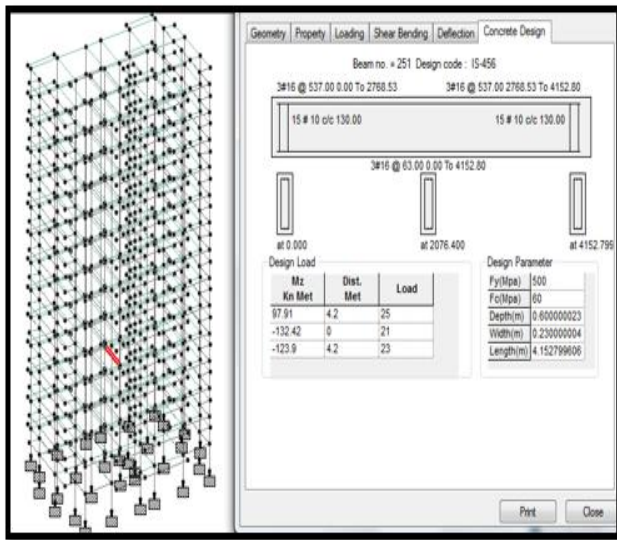 Geometry Property Loading Shear Bending Deflection Concrete Design
Beam no. = 251 Design code : IS-456
3#16 @ 537.00 0.00 To 2768.53 3#16 @ 537.00 2768.53 To 4152.80
15 # 10 c/c 130.00 15 # 10 c/c 130.00
3#16 @ 63.00 0.00 To 4152.80
at 0.000 at 2076.400 at 4152.799
Design Load Design Parameter
Mz Dist. Load
Kn Met Met
97.91 4.2 25
-132.42 0 21
-123.9 4.2 23
Fy(Mpa) 500
Fc(Mpa) 60
Depth(m) 0.600000023
Width(m) 0.230000004
Length(m) 4.152799606
Print Close